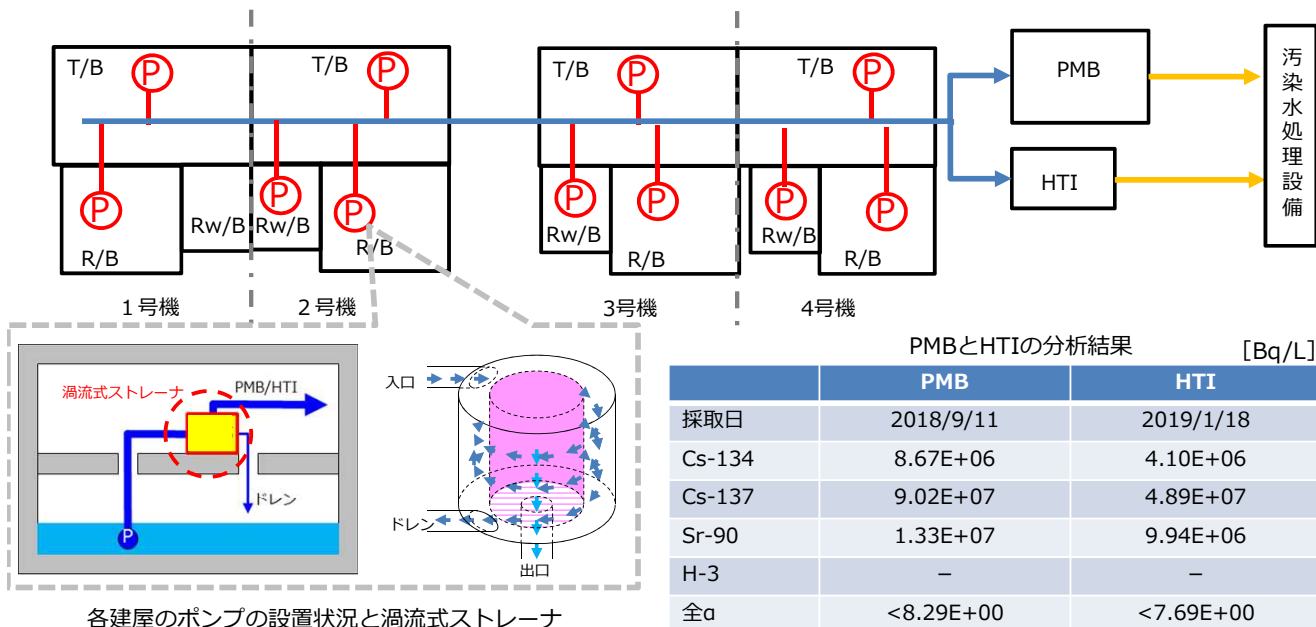 T/B
P
T/B
P
T/B
P
T/B
P
PMB
汚染水処理設備
HTI
P
P
P
P
P
P
P
R/B
Rw/B
Rw/B
R/B
Rw/B
R/B
Rw/B
R/B
1号機
2号機
3号機
4号機
渦流式ストレーナ
PMB/HTI
ドレン
P
入口
ドレン
出口
各建屋のポンプの設置状況と渦流式ストレーナ
PMBとHTIの分析結果 [Bq/L]
PMB HTI
採取日 2018/9/11 2019/1/18
Cs-134 8.67E+06 4.10E+06
Cs-137 9.02E+07 4.89E+07
Sr-90 1.33E+07 9.94E+06
H-3 − −
全α <8.29E+00 <7.69E+00